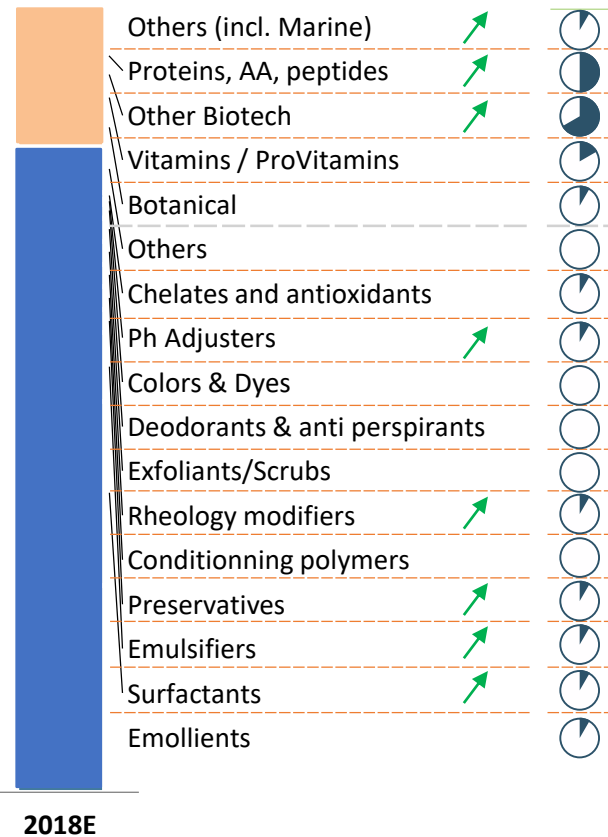 Others (incl. Marine)
Proteins, AA, peptides
Other Biotech
Vitamins / ProVitamins
Botanical
Others
Chelates and antioxidants
Ph Adjusters
Colors & Dyes
Deodorants & anti perspirants
Exfoliants/Scrubs
Rheology modifiers
Conditionning polymers
Preservatives
Emulsifiers
Surfactants
Emollients
2018E